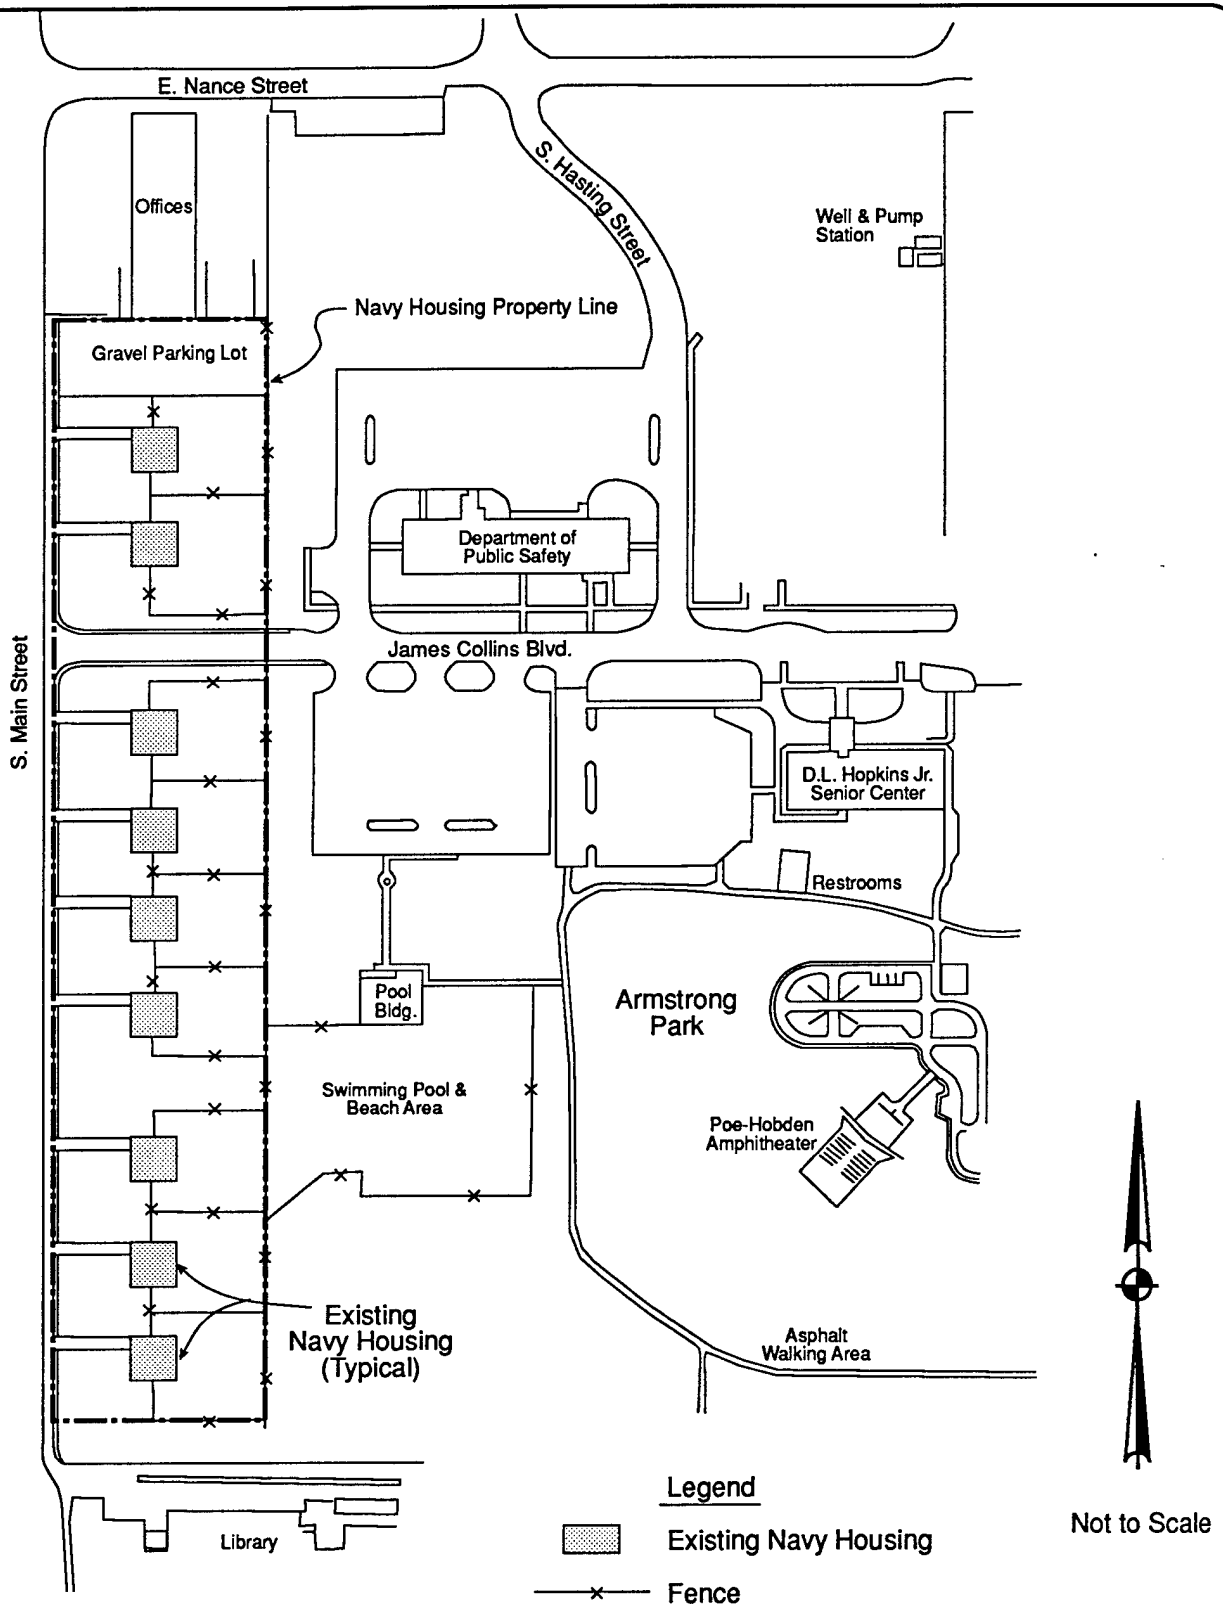 E. Nance Street
S. Hasting Street
Offices
Well & Pump
Station
Navy Housing Property Line
Gravel Parking Lot
Department of
Public Safety
S. Main Street
James Collins Blvd.
D.L. Hopkins Jr.
Senior Center
Restrooms
Pool
Bldg.
Armstrong
Park
Swimming Pool &
Beach Area
Poe-Hobden
Amphitheater
Existing
Navy Housing
(Typical)
Asphalt
Walking Area
Legend
Library
Existing Navy Housing
Not to Scale
Fence